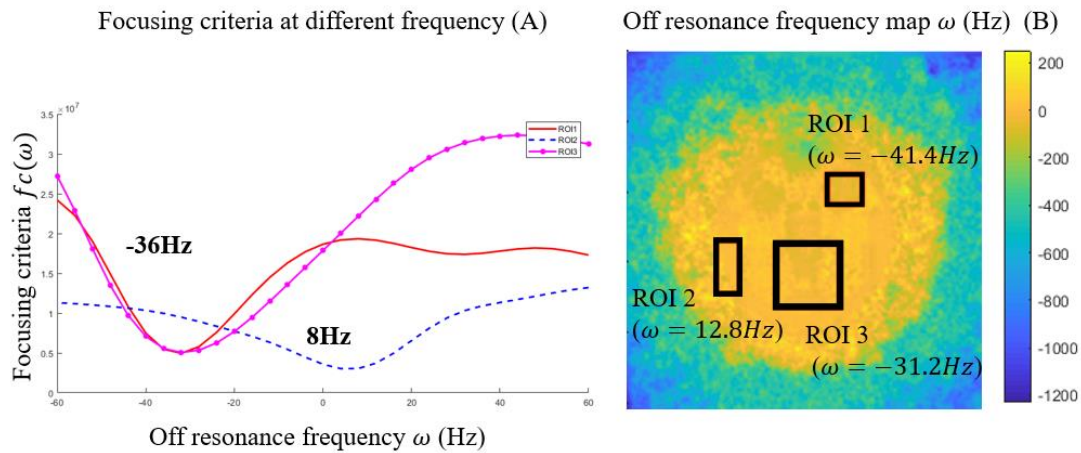 Focusing criteria at different frequency (A)
Off resonance frequency map ω (Hz) (B)
Focusing criteria fc(ω)
× 10⁷
3.5
3
2.5
2
1.5
1
0.5
0
-60
-40
-20
0
20
40
60
-36Hz
8Hz
ROI1
ROI2
ROI3
Off resonance frequency ω (Hz)
ROI 1
(ω = −41.4Hz)
ROI 2
(ω = 12.8Hz)
ROI 3
(ω = −31.2Hz)
200
0
-200
-400
-600
-800
-1000
-1200